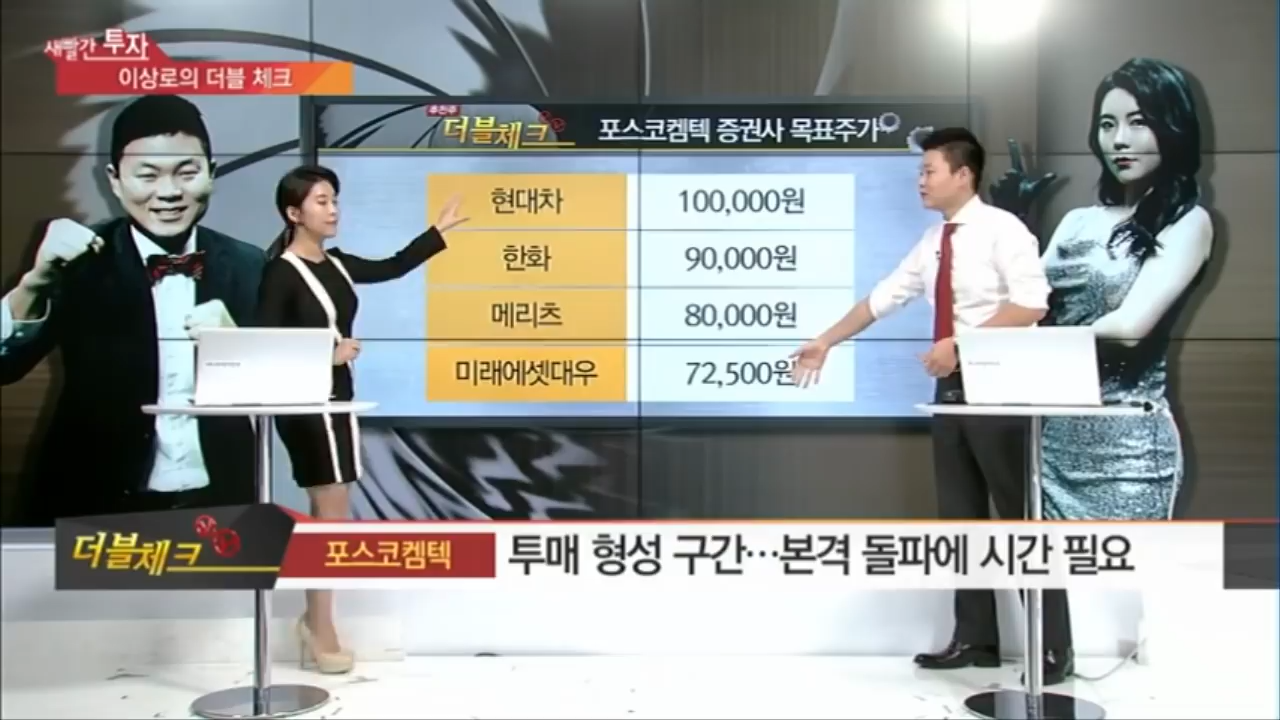 새빨간 투자
이상로의 더블 체크
추천주
더블체크
포스코켐텍 증권사 목표주가
현대차 100,000원
한화 90,000원
메리츠 80,000원
미래에셋대우 72,500원
더블체크
포스코켐텍
투매 형성 구간…본격 돌파에 시간 필요